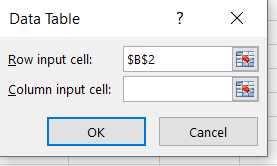 Data Table ? ×
Row input cell: $B$2
Column input cell:
OK Cancel